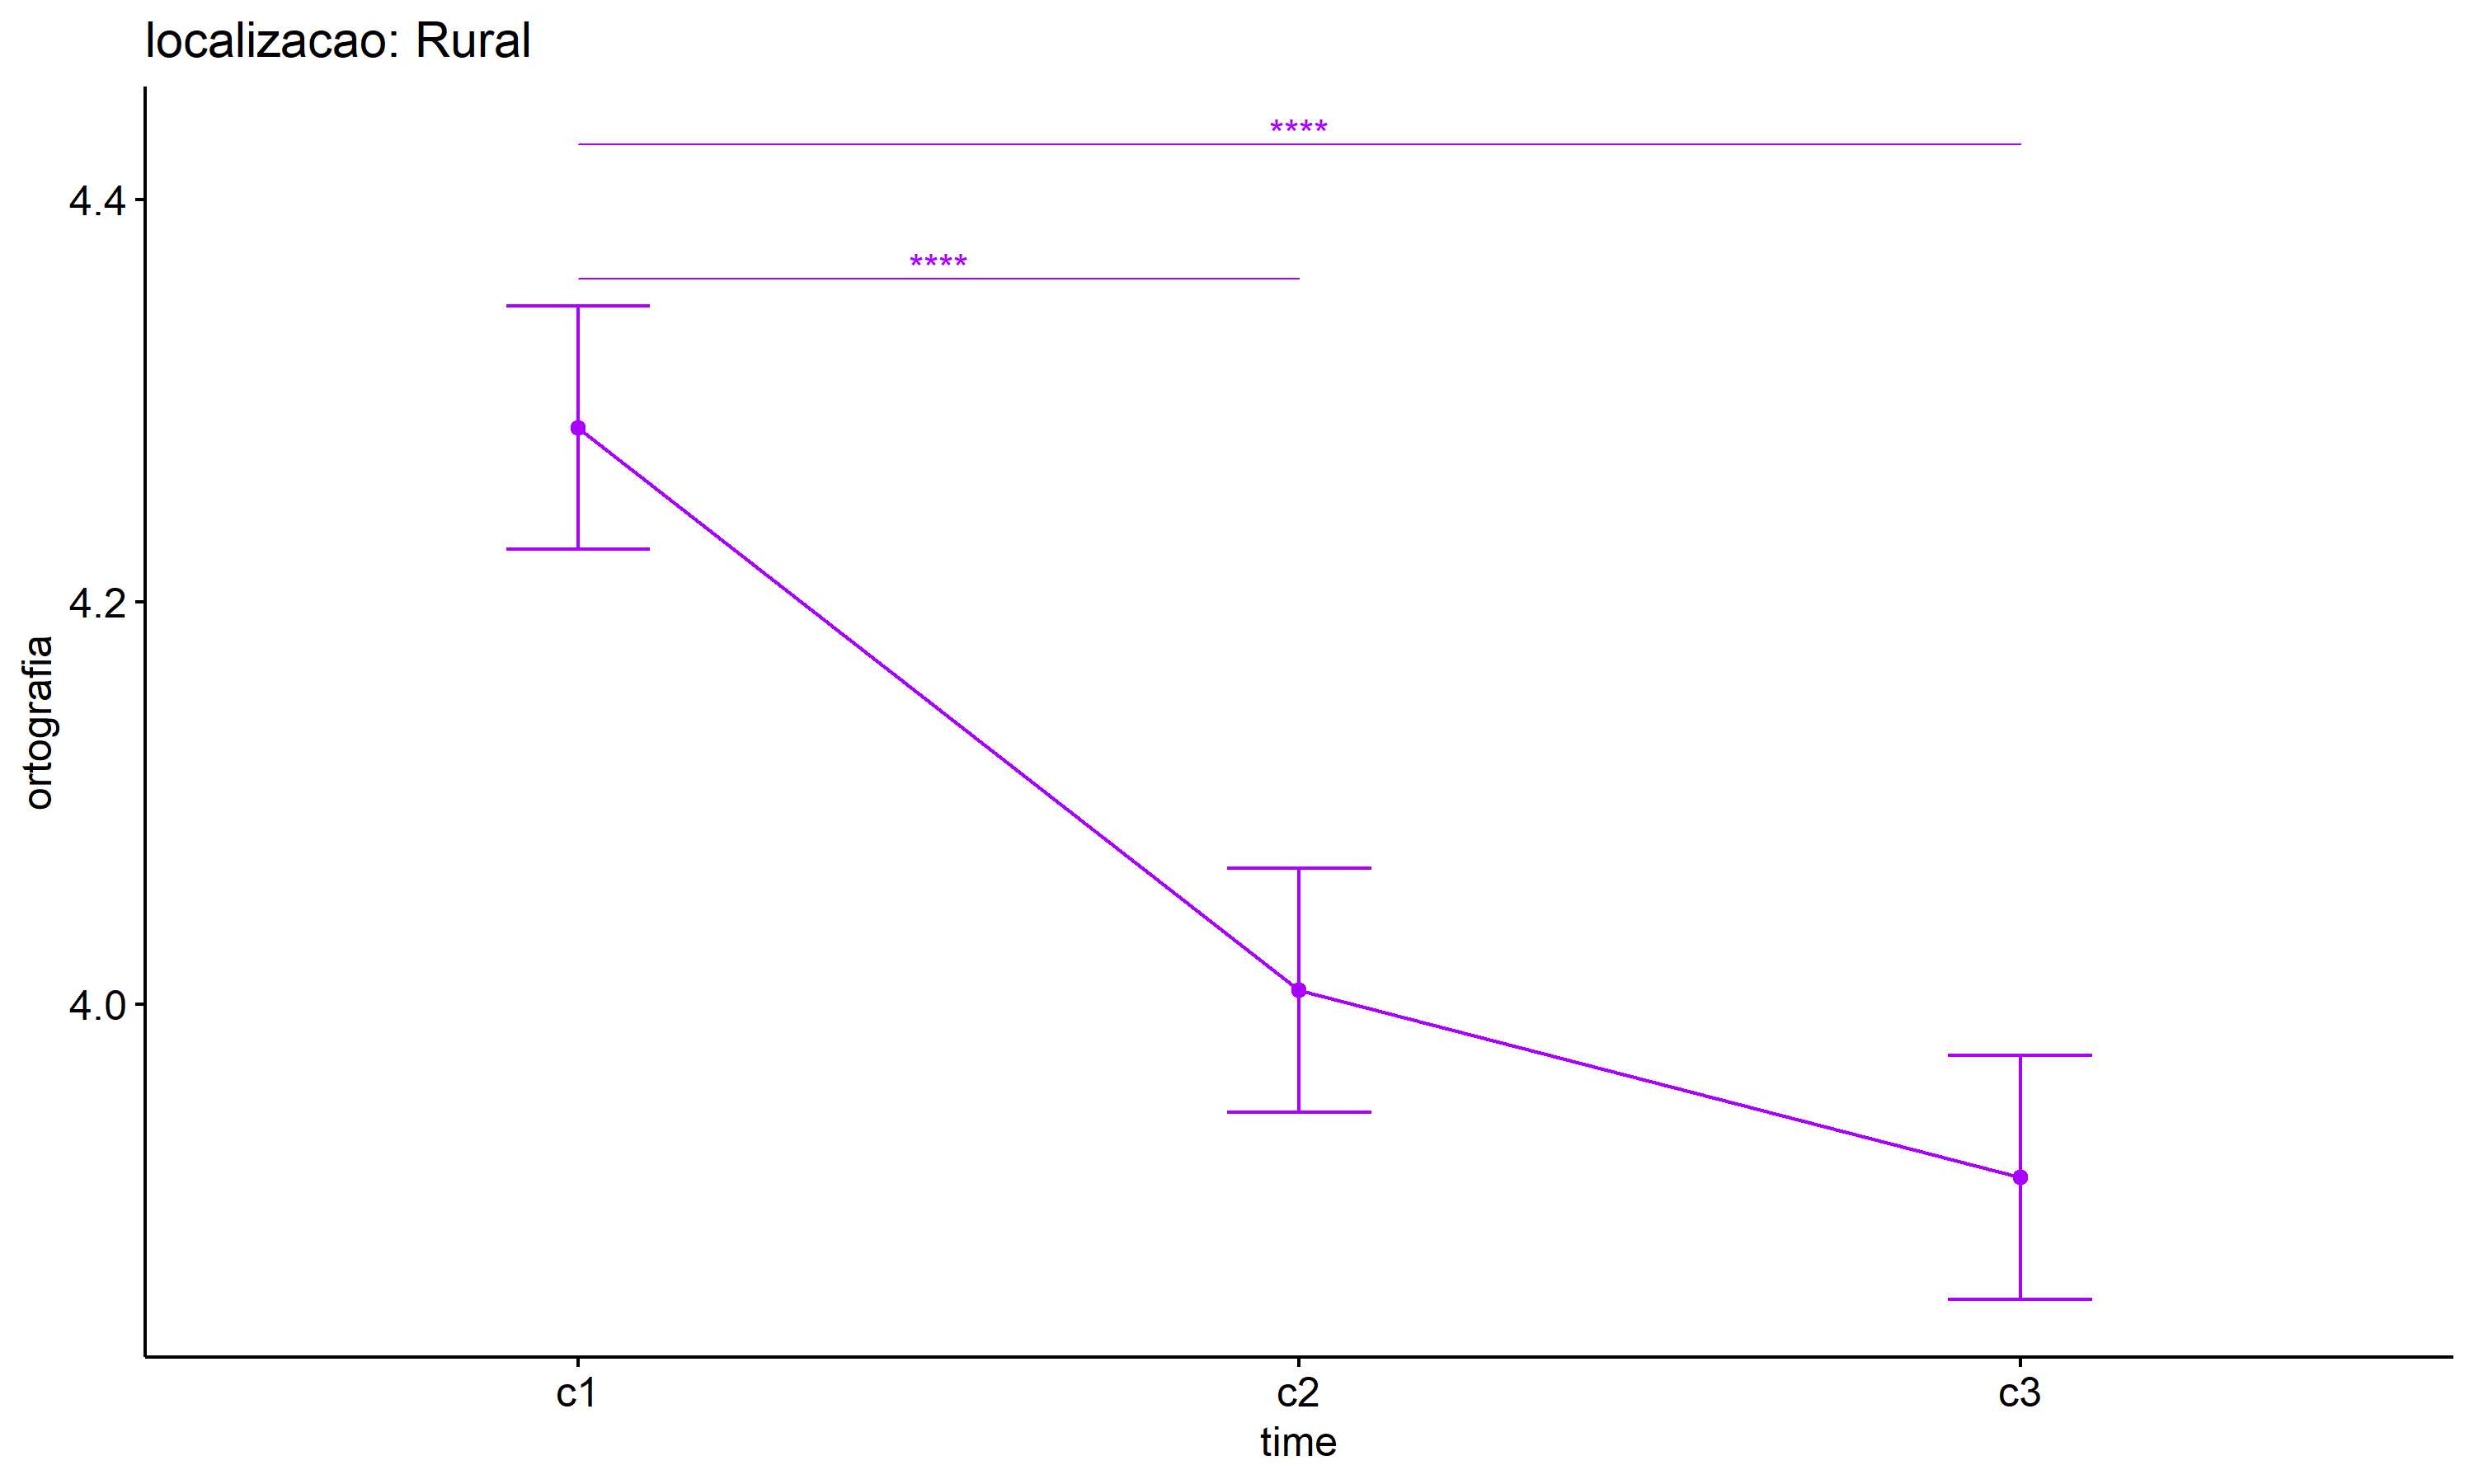 localizacao: Rural
****
4.4
****
4.2
ortografia
4.0
c1 c2 c3
time